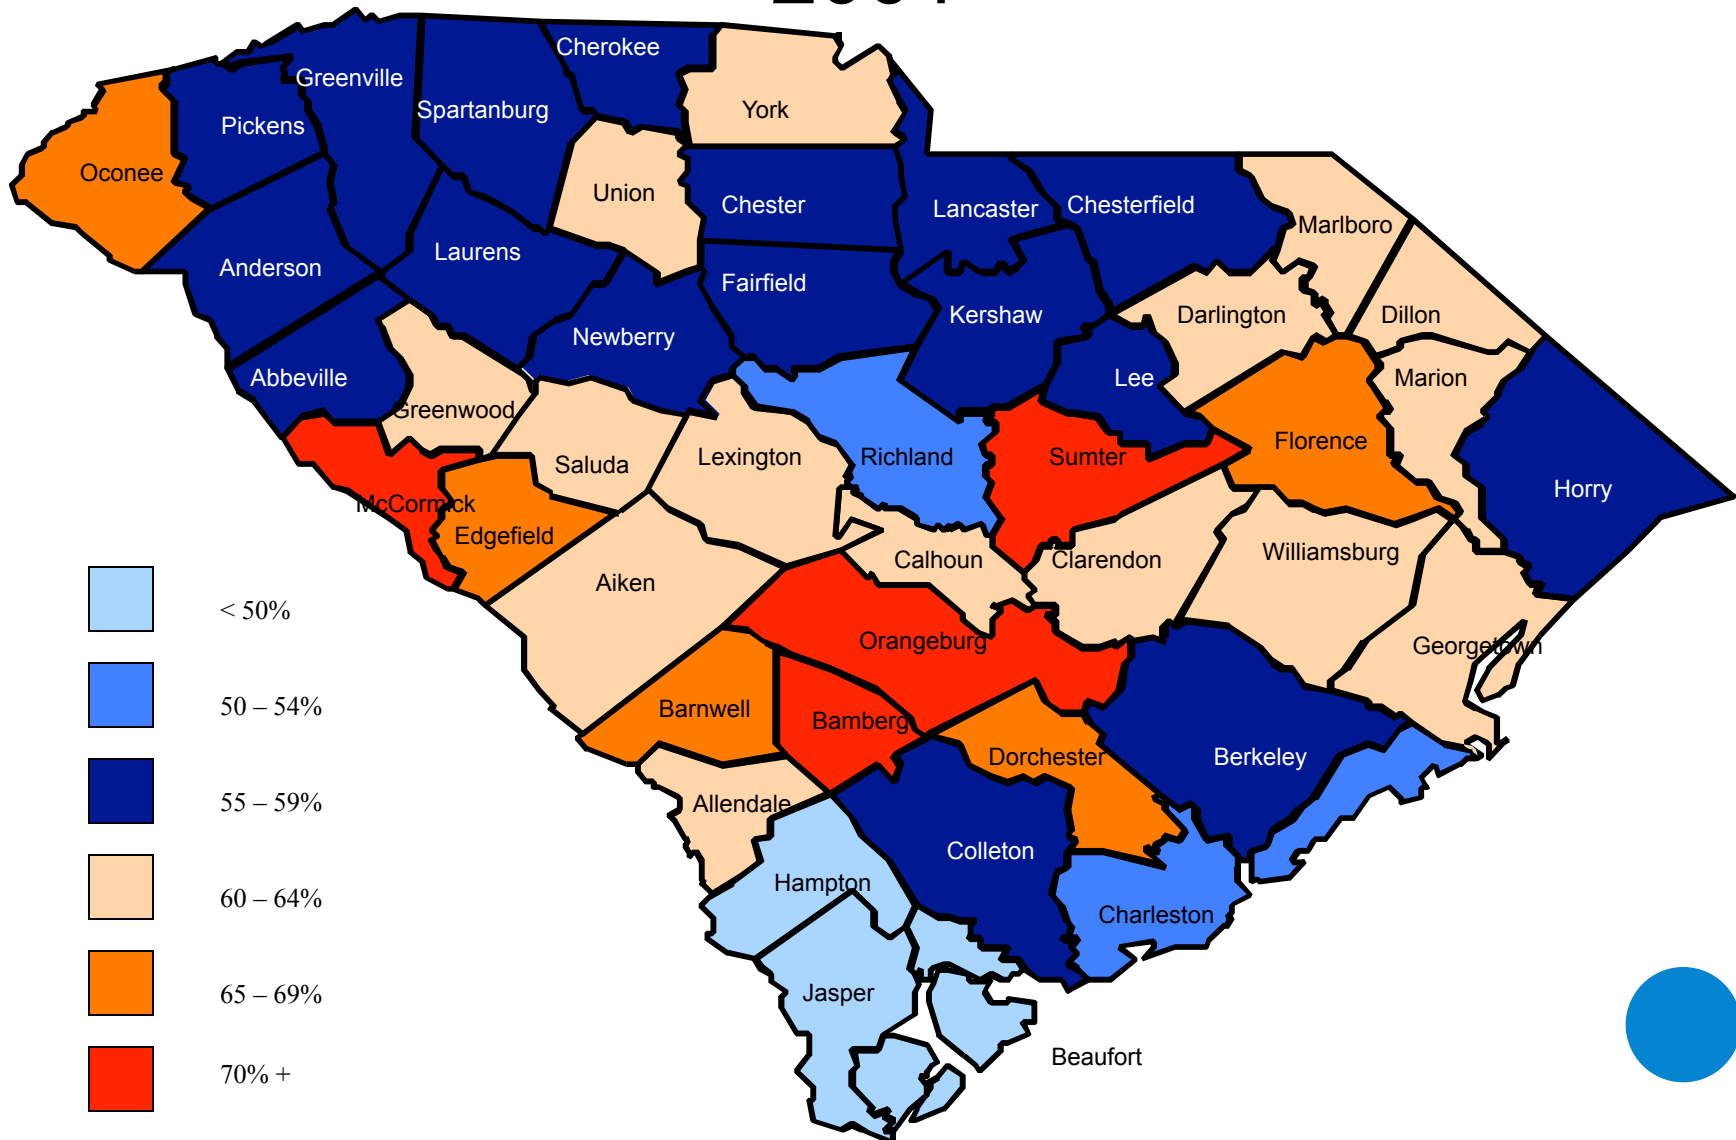 Cherokee
Greenville
Spartanburg
York
Pickens
Oconee
Union
Chester
Lancaster
Chesterfield
Marlboro
Laurens
Anderson
Fairfield
Kershaw
Darlington
Dillon
Newberry
Abbeville
Lee
Marion
Greenwood
Florence
Saluda
Lexington
Richland
Sumter
Horry
McCormick
Edgefield
Calhoun
Clarendon
Williamsburg
Aiken
< 50%
Orangeburg
Georgetown
50 – 54%
Barnwell
Bamberg
Dorchester
Berkeley
55 – 59%
Allendale
Colleton
Hampton
60 – 64%
Charleston
65 – 69%
Jasper
Beaufort
70% +